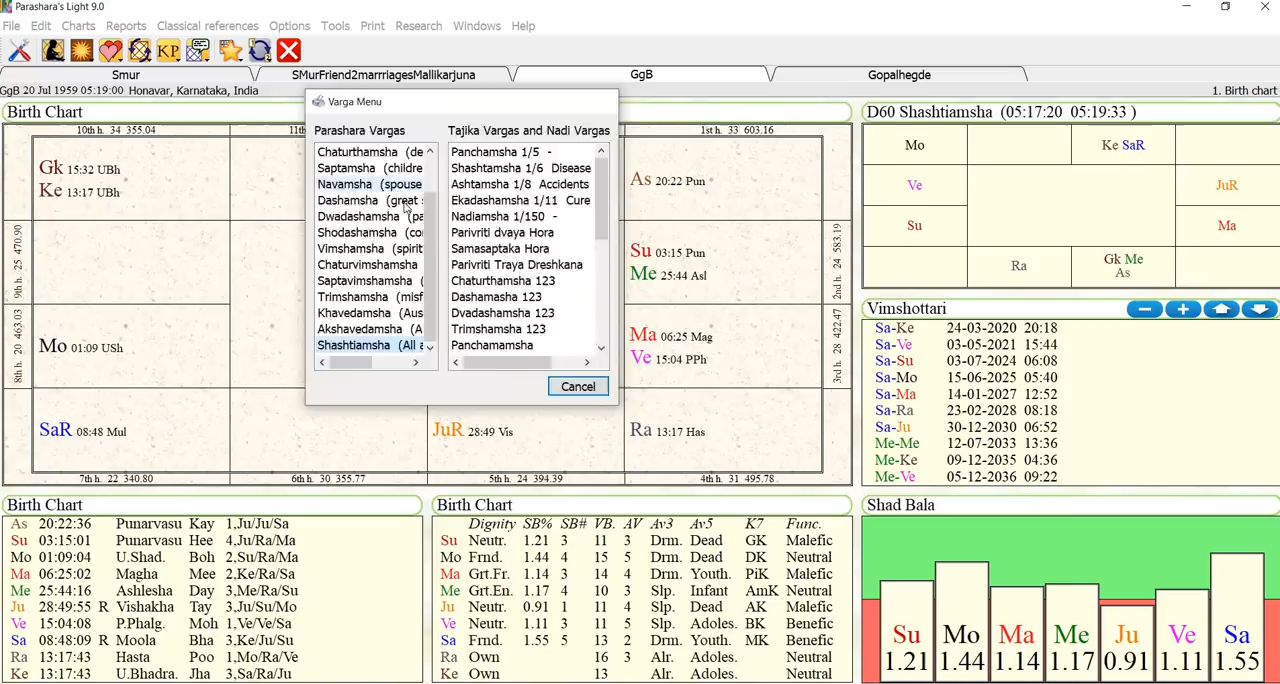 Parashara's Light 9.0
File Edit Charts Reports Classical references Options Tools Print Research Windows Help
KP
Smur SMurFriend2marrriagesMallikarjuna GgB Gopalhegde
GgB 20 Jul 1959 05:19:00 Honavar, Karnataka, India 1. Birth chart
Birth Chart
10th h. 34 355.04 11th 1st h. 33 603.16
Gk 15:32 UBh
Ke 13:17 UBh
As 20:22 Pun
9th h. 25 470.90
2nd h. 24 583.19
Su 03:15 Pun
Me 25:44 Asl
8th h. 20 463.03
3rd h. 28 422.47
Mo 01:09 USh
Ma 06:25 Mag
Ve 15:04 PPh
SaR 08:48 Mul
JuR 28:49 Vis
Ra 13:17 Has
7th h. 22 340.80 6th h. 30 355.77 5th h. 24 394.39 4th h. 31 495.78
Varga Menu
Parashara Vargas
Chaturthamsha (de
Saptamsha (childre
Navamsha (spouse
Dashamsha (great
Dwadashamsha (pa
Shodashamsha (co
Vimshamsha (spirit
Chaturvimshamsha
Saptavimshamsha (
Trimshamsha (misf
Khavedamsha (Aus
Akshavedamsha (A
Shashtiamsha (All a
Tajika Vargas and Nadi Vargas
Panchamsha 1/5 -
Shashtamsha 1/6 Disease
Ashtamsha 1/8 Accidents
Ekadashamsha 1/11 Cure
Nadiamsha 1/150 -
Parivriti dvaya Hora
Samasaptaka Hora
Parivriti Traya Dreshkana
Chaturthamsha 123
Dashamasha 123
Dvadashamsha 123
Trimshamsha 123
Panchamamsha
Cancel
D60 Shashtiamsha (05:17:20 05:19:33 )
Mo Ke SaR
Ve JuR
Su Ma
Ra Gk Me
As
Vimshottari
Sa-Ke 24-03-2020 20:18
Sa-Ve 03-05-2021 15:44
Sa-Su 03-07-2024 06:08
Sa-Mo 15-06-2025 05:40
Sa-Ma 14-01-2027 12:52
Sa-Ra 23-02-2028 08:18
Sa-Ju 30-12-2030 06:52
Me-Me 12-07-2033 13:36
Me-Ke 09-12-2035 04:36
Me-Ve 05-12-2036 09:22
Birth Chart
As 20:22:36 Punarvasu Kay 1,Ju/Ju/Sa
Su 03:15:01 Punarvasu Hee 4,Ju/Ra/Ma
Mo 01:09:04 U.Shad. Boh 2,Su/Ra/Ma
Ma 06:25:02 Magha Mee 2,Ke/Ra/Sa
Me 25:44:16 Ashlesha Day 3,Me/Ra/Su
Ju 28:49:55 R Vishakha Tay 3,Ju/Su/Mo
Ve 15:04:08 P.Phalg. Moh 1,Ve/Ve/Sa
Sa 08:48:09 R Moola Bha 3,Ke/Ju/Su
Ra 13:17:43 Hasta Poo 1,Mo/Ra/Ve
Ke 13:17:43 U.Bhadra. Jha 3,Sa/Ra/Ju
Birth Chart
Dignity SB% SB# VB. AV Av3 Av5 K7 Func.
Su Neutr. 1.21 3 11 3 Drm. Dead GK Malefic
Mo Frnd. 1.44 4 15 5 Drm. Dead DK Neutral
Ma Grt.Fr. 1.14 3 14 4 Drm. Youth. PiK Malefic
Me Grt.En. 1.17 4 10 3 Slp. Infant AmK Neutral
Ju Neutr. 0.91 1 11 4 Slp. Dead AK Malefic
Ve Neutr. 1.11 3 11 5 Slp. Adoles. BK Benefic
Sa Frnd. 1.55 5 13 2 Drm. Youth. MK Benefic
Ra Own 16 3 Alr. Adoles. Neutral
Ke Own 13 Alr. Adoles. Neutral
Shad Bala
Su Mo Ma Me Ju Ve Sa
1.21 1.44 1.14 1.17 0.91 1.11 1.55